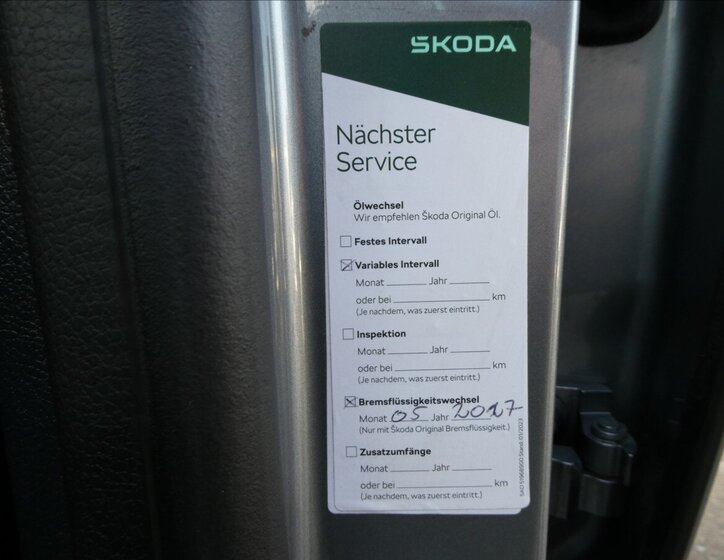 ŠKODA
Nächster
Service
Ölwechsel
Wir empfehlen Škoda Original Öl.
Festes Intervall
Variables Intervall
Monat Jahr
oder bei km
(Je nachdem, was zuerst eintritt.)
Inspektion
Monat Jahr
oder bei km
(Je nachdem, was zuerst eintritt.)
Bremsflüssigkeitswechsel
Monat 05 Jahr 2027
(Nur mit Škoda Original Bremsflüssigkeit.)
Zusatzumfänge
Monat Jahr
oder bei km
(Je nachdem, was zuerst eintritt.)